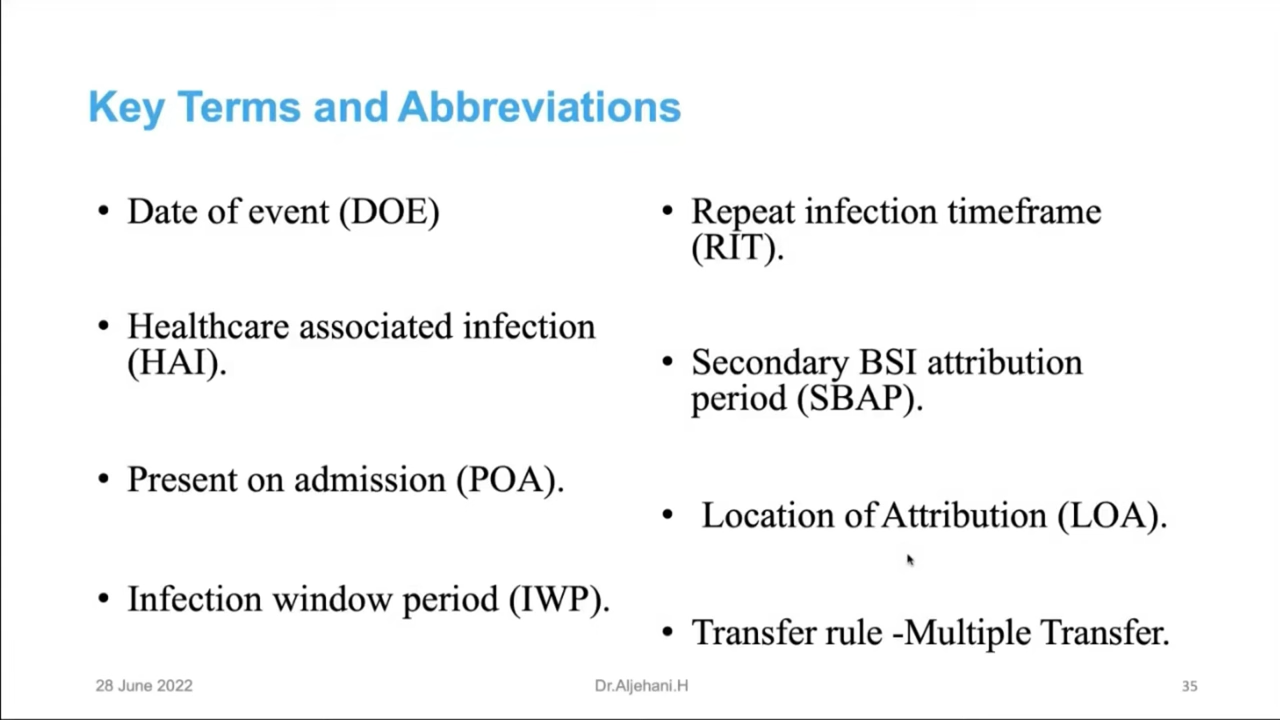 Key Terms and Abbreviations
• Date of event (DOE)
• Healthcare associated infection
(HAI).
• Present on admission (POA).
• Infection window period (IWP).
• Repeat infection timeframe
(RIT).
• Secondary BSI attribution
period (SBAP).
• Location of Attribution (LOA).
• Transfer rule -Multiple Transfer.
28 June 2022
Dr.Aljehani.H
35